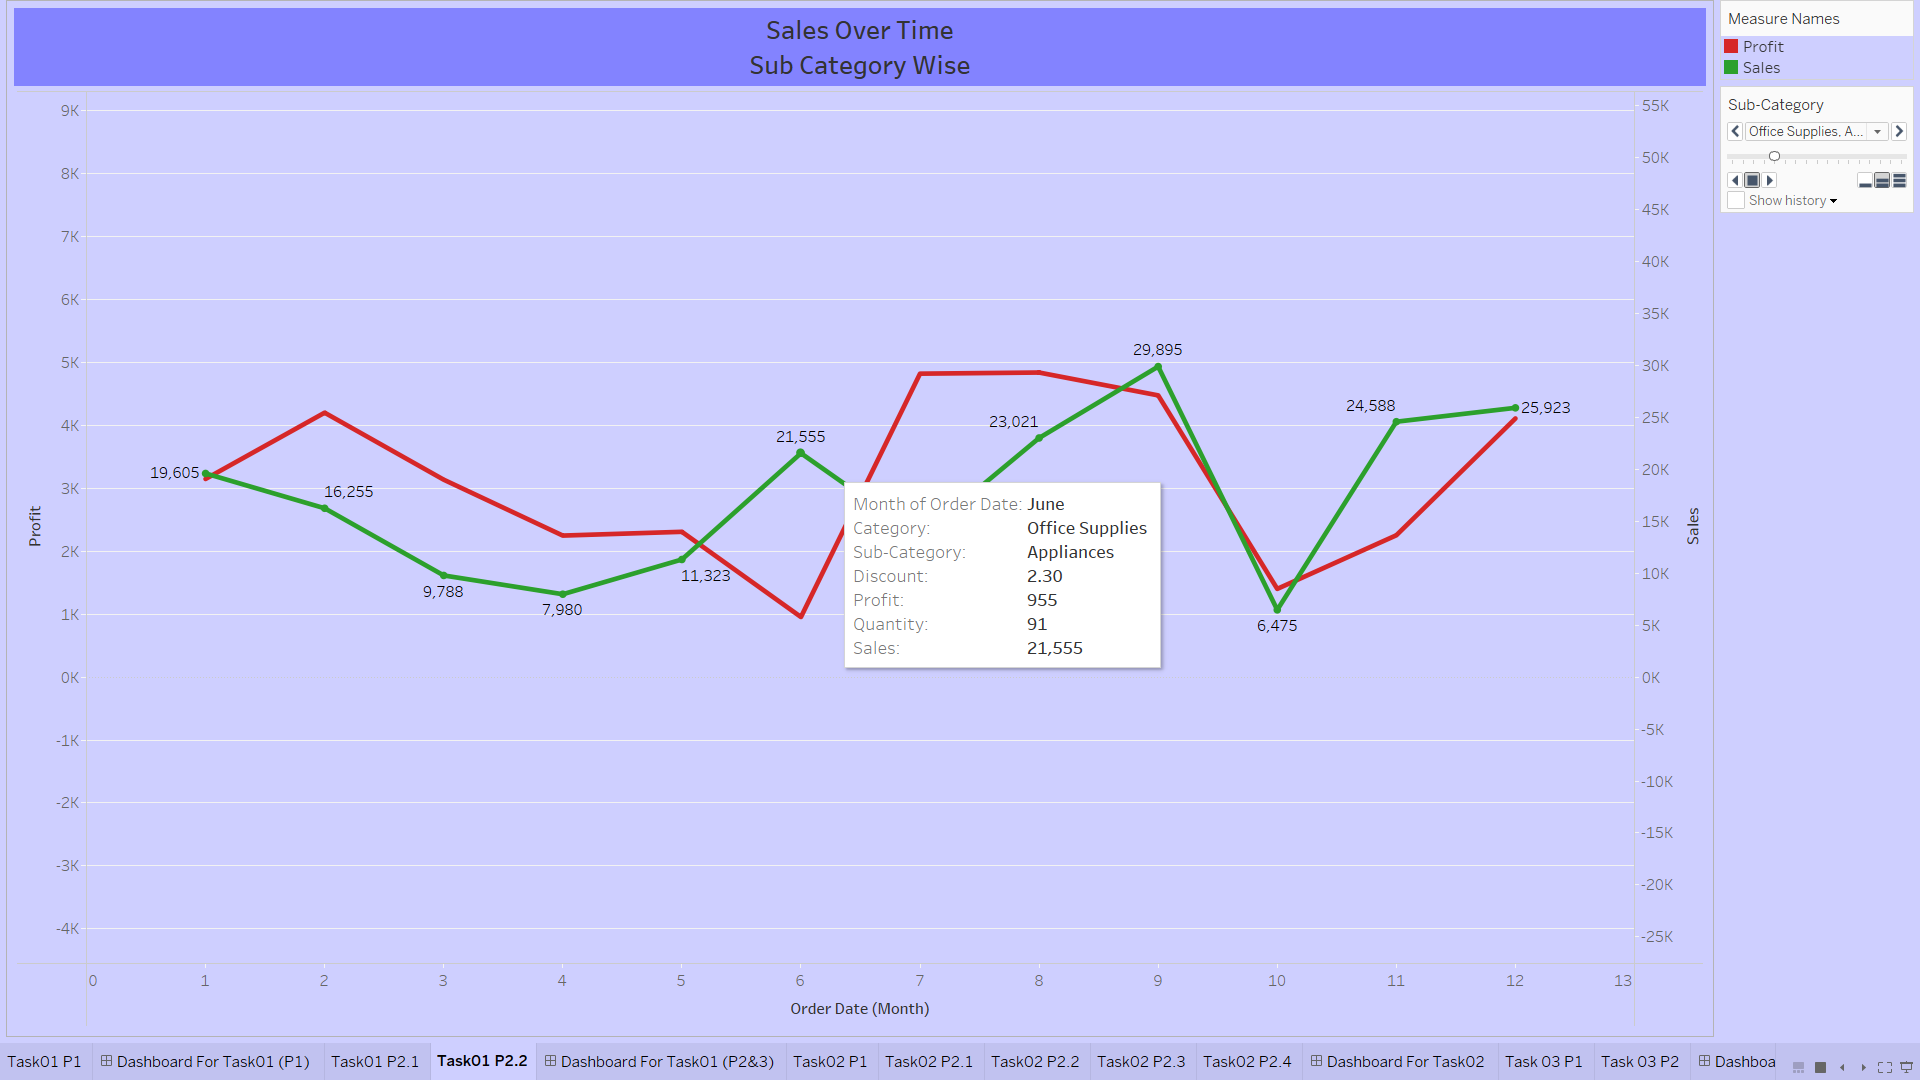 Sales Over Time
Sub Category Wise
Measure Names
Profit
Sales
Sub-Category
Office Supplies, A...
Show history
9K
8K
7K
6K
5K
4K
3K
2K
1K
0K
-1K
-2K
-3K
-4K
Profit
55K
50K
45K
40K
35K
30K
25K
20K
15K
10K
5K
0K
-5K
-10K
-15K
-20K
-25K
Sales
19,605
16,255
9,788
7,980
11,323
21,555
23,021
29,895
6,475
24,588
25,923
Month of Order Date: June
Category: Office Supplies
Sub-Category: Appliances
Discount: 2.30
Profit: 955
Quantity: 91
Sales: 21,555
0 1 2 3 4 5 6 7 8 9 10 11 12 13
Order Date (Month)
Task01 P1 Dashboard For Task01 (P1) Task01 P2.1 Task01 P2.2 Dashboard For Task01 (P2&3) Task02 P1 Task02 P2.1 Task02 P2.2 Task02 P2.3 Task02 P2.4 Dashboard For Task02 Task 03 P1 Task 03 P2 Dashboa